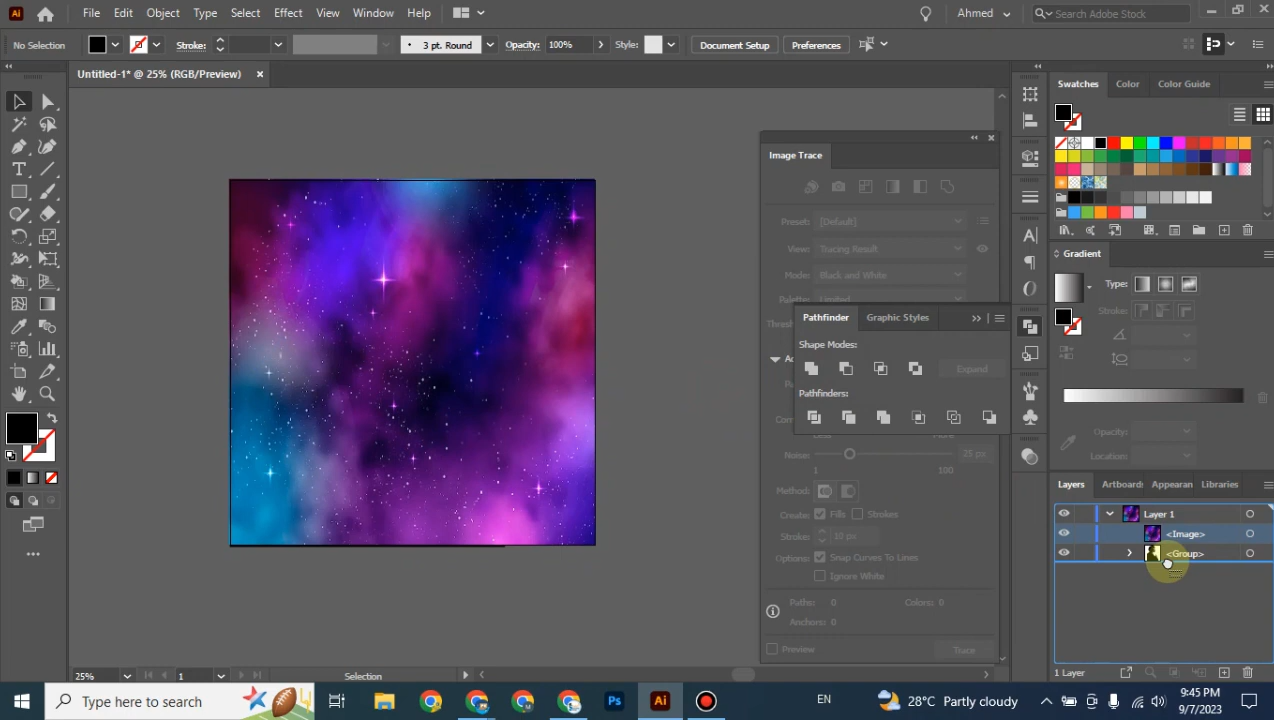 Ai File Edit Object Type Select Effect View Window Help Ahmed Search Adobe Stock
No Selection Stroke: 3 pt. Round Opacity: 100% Style: Document Setup Preferences
Untitled-1* @ 25% (RGB/Preview)
Swatches Color Color Guide
Image Trace
Preset: [Default]
View: Tracing Result
Mode: Black and White
Palette: Limited
Gradient
Type:
Stroke:
Pathfinder Graphic Styles
Shape Modes:
Expand
Pathfinders:
Opacity:
Location:
Noise: 25 px
1 100
Method:
Create: Fills Strokes
Stroke: 10 px
Options: Snap Curves To Lines
Ignore White
Paths: 0 Colors: 0
Anchors: 0
Preview Trace
Layers Artboard Appearan Libraries
Layer 1
<Image>
<Group>
1 Layer
25% 1 Selection
Type here to search Ps Ai EN 28°C Partly cloudy 9:45 PM
9/7/2023